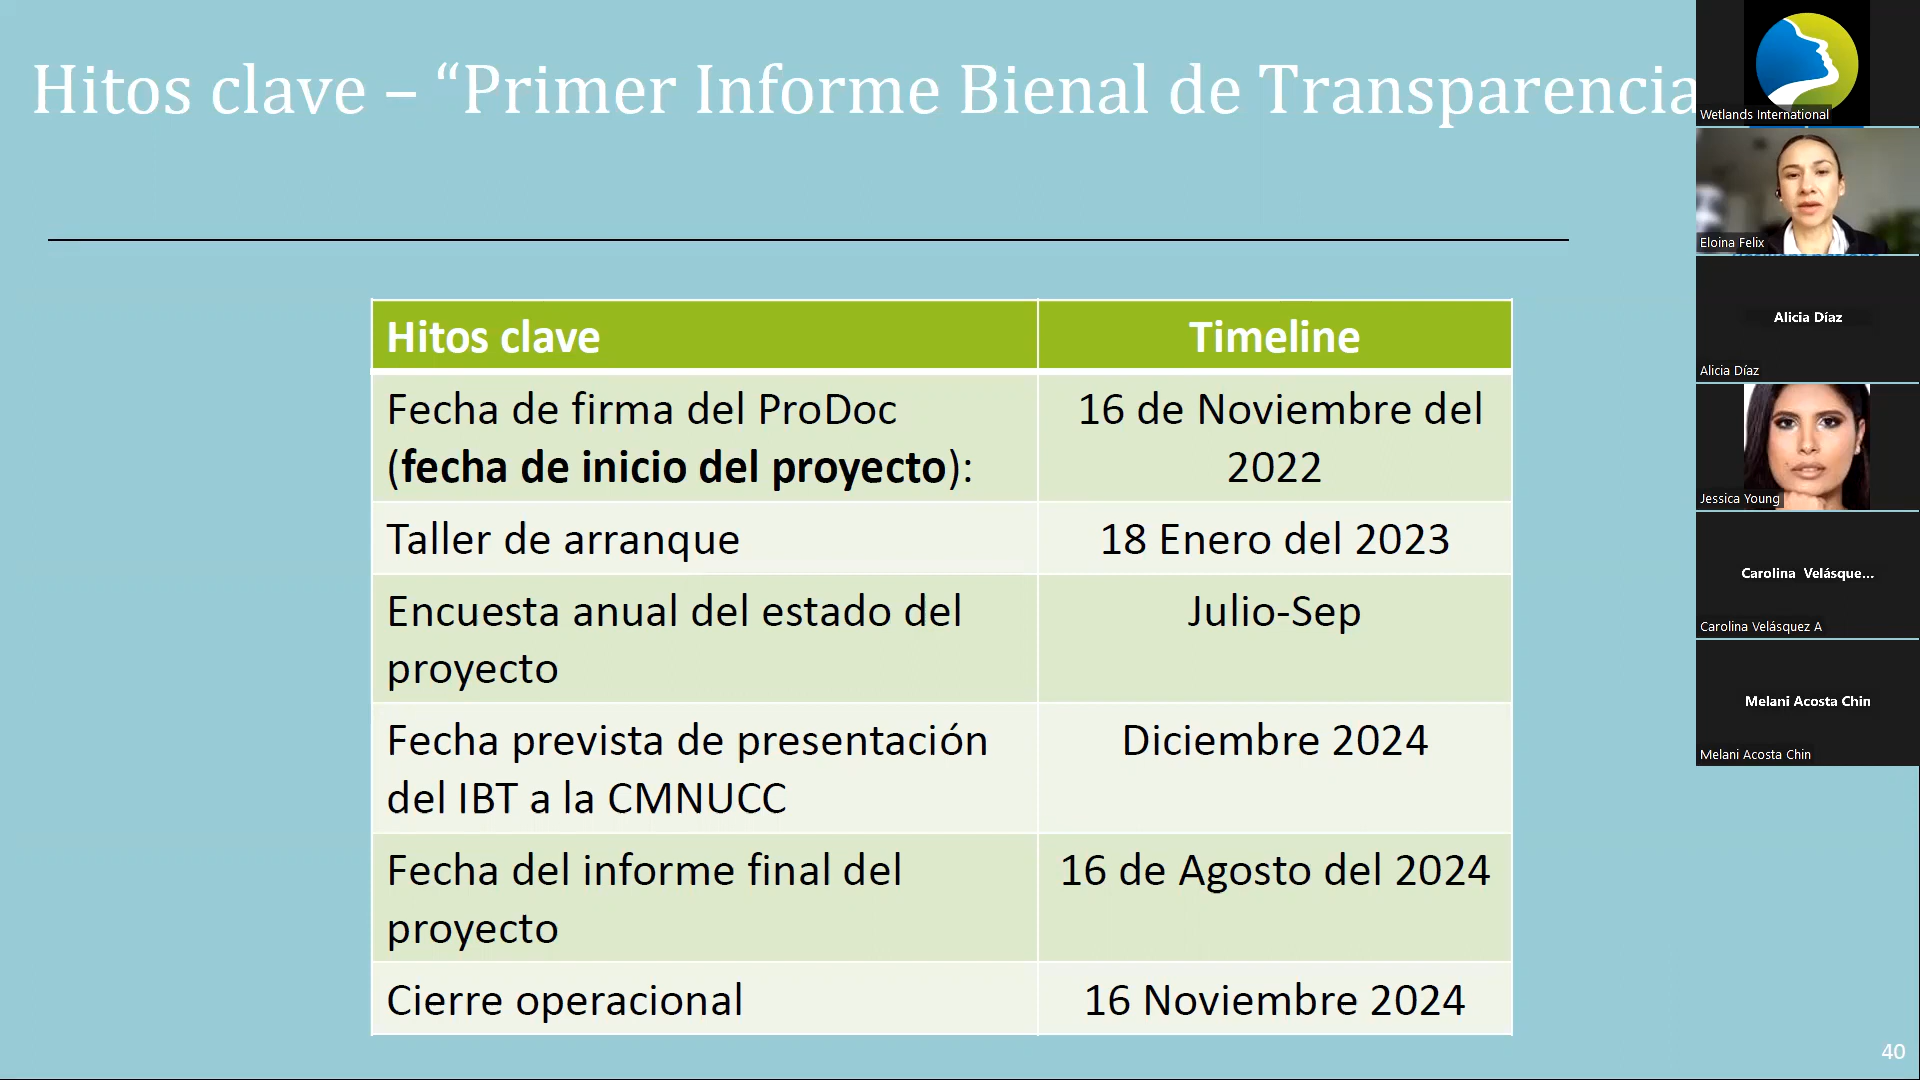 Hitos clave – “Primer Informe Bienal de Transparencia
Hitos clave
Timeline
Fecha de firma del ProDoc
(fecha de inicio del proyecto):
16 de Noviembre del
2022
Taller de arranque
18 Enero del 2023
Encuesta anual del estado del
proyecto
Julio-Sep
Fecha prevista de presentación
del IBT a la CMNUCC
Diciembre 2024
Fecha del informe final del
proyecto
16 de Agosto del 2024
Cierre operacional
16 Noviembre 2024
40
Wetlands International
Eloina Felix
Alicia Díaz
Alicia Díaz
Jessica Young
Carolina Velásque...
Carolina Velásquez A
Melani Acosta Chin
Melani Acosta Chin